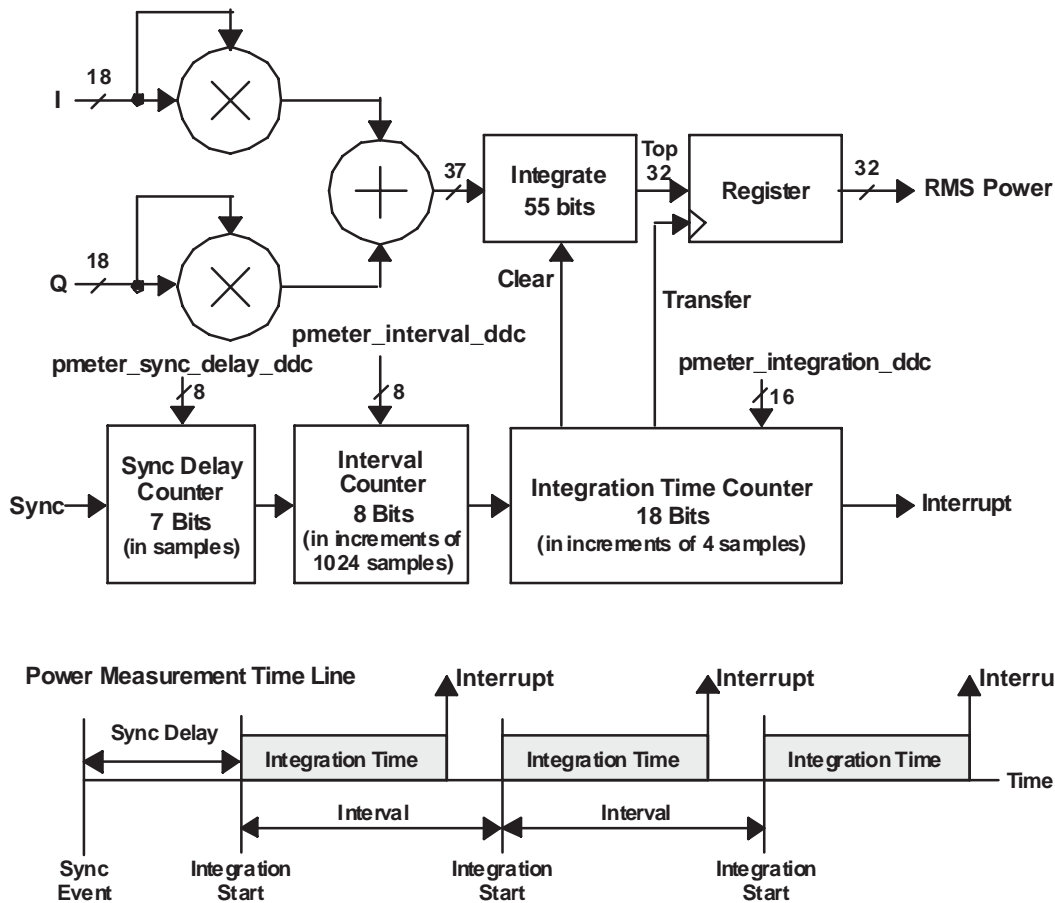 18
I
18
Q
37
Integrate
55 bits
Top
32
Register
32
RMS Power
Clear
Transfer
pmeter_sync_delay_ddc
8
pmeter_interval_ddc
8
pmeter_integration_ddc
16
Sync
Sync Delay
Counter
7 Bits
(in samples)
Interval
Counter
8 Bits
(in increments of
1024 samples)
Integration Time Counter
18 Bits
(in increments of 4 samples)
Interrupt
Power Measurement Time Line
Interrupt
Interrupt
Interru
Sync Delay
Integration Time
Integration Time
Integration Time
Time
Interval
Interval
Sync
Event
Integration
Start
Integration
Start
Integration
Start